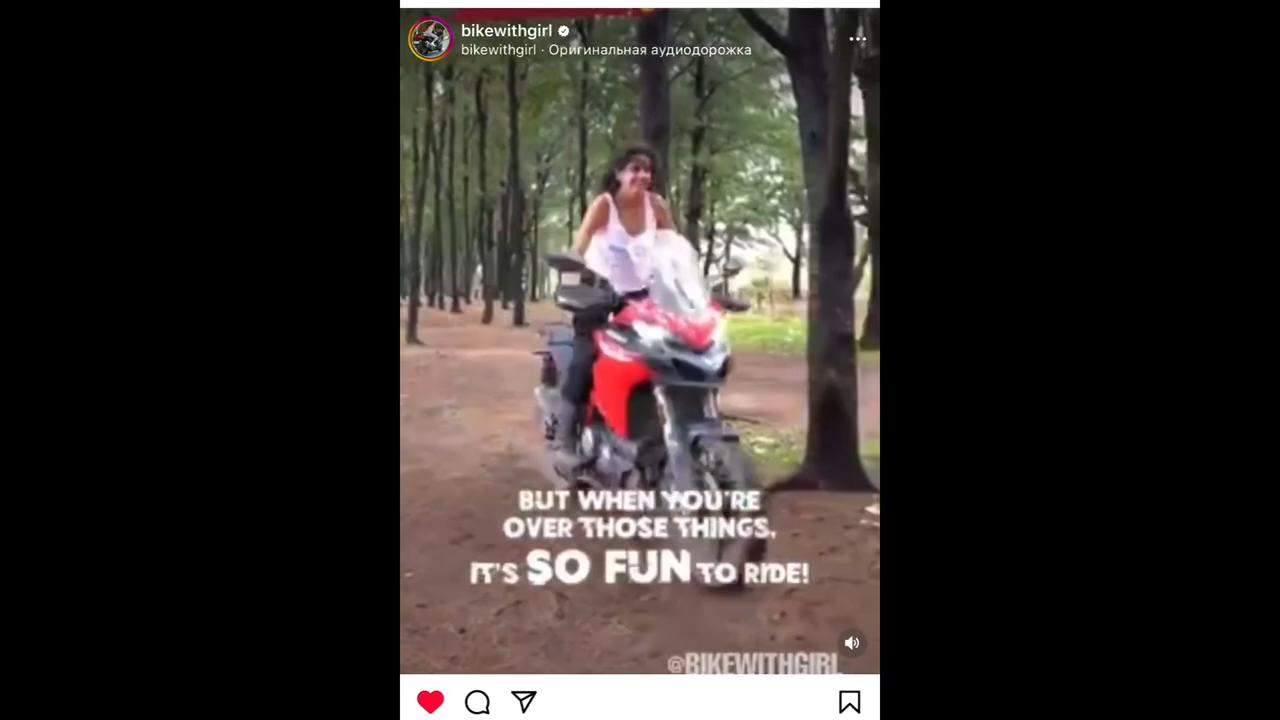 bikewithgirl
bikewithgirl · Оригинальная аудиодорожка
BUT WHEN YOU'RE
OVER THOSE THINGS,
IT'S SO FUN TO RIDE!
@BIKEWITHGIRL